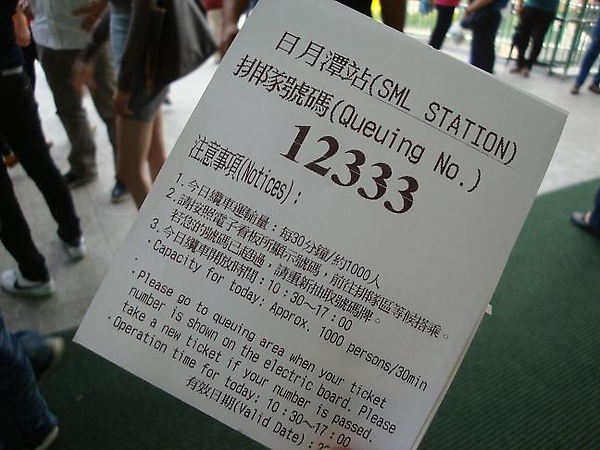 日月潭站(SML STATION)
排隊號碼(Queuing No.)
12333
注意事項(Notices):
1.今日纜車運輸量:每30分鐘/約1000人
2.請按照電子看板所顯示號碼,前往排隊區等候搭乘。
若您的號碼已超過,請重新抽取號碼牌。
3.今日纜車開放時間:10:30~17:00
·Capacity for today: Approx. 1000 persons/30min
·Please go to queuing area when your ticket
number is shown on the electric board. Please
take a new ticket if your number is passed.
·Operation time for today: 10:30~17:00
有效日期(Valid Date):